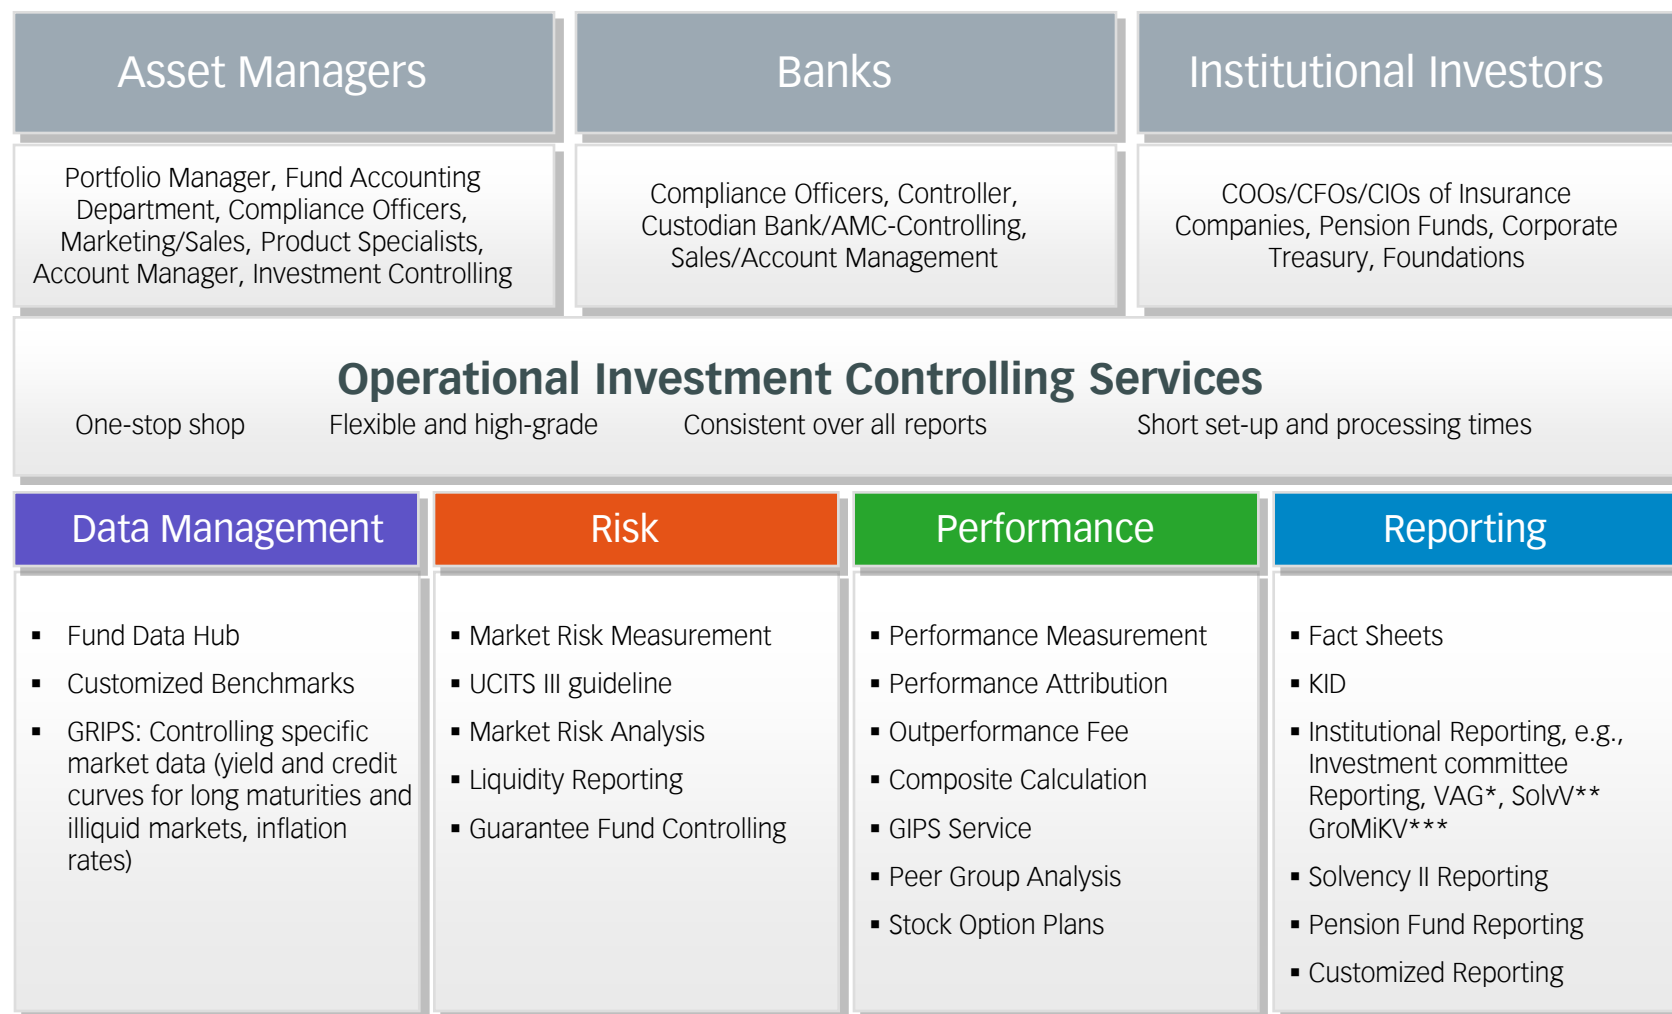 Asset Managers
Banks
Institutional Investors
Portfolio Manager, Fund Accounting
Department, Compliance Officers,
Marketing/Sales, Product Specialists,
Account Manager, Investment Controlling
Compliance Officers, Controller,
Custodian Bank/AMC-Controlling,
Sales/Account Management
COOs/CFOs/CIOs of Insurance
Companies, Pension Funds, Corporate
Treasury, Foundations
Operational Investment Controlling Services
One-stop shop Flexible and high-grade Consistent over all reports Short set-up and processing times
Data Management
▪ Fund Data Hub
▪ Customized Benchmarks
▪ GRIPS: Controlling specific
market data (yield and credit
curves for long maturities and
illiquid markets, inflation
rates)
Risk
▪ Market Risk Measurement
▪ UCITS III guideline
▪ Market Risk Analysis
▪ Liquidity Reporting
▪ Guarantee Fund Controlling
Performance
▪ Performance Measurement
▪ Performance Attribution
▪ Outperformance Fee
▪ Composite Calculation
▪ GIPS Service
▪ Peer Group Analysis
▪ Stock Option Plans
Reporting
▪ Fact Sheets
▪ KID
▪ Institutional Reporting, e.g.,
Investment committee
Reporting, VAG*, SolvV**
GroMiKV***
▪ Solvency II Reporting
▪ Pension Fund Reporting
▪ Customized Reporting